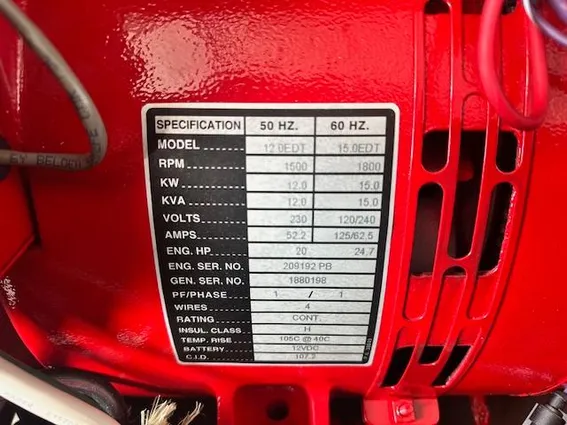 SPECIFICATION 50 HZ. 60 HZ.
MODEL 12.0EDT 15.0EDT
RPM 1500 1800
KW 12.0 15.0
KVA 12.0 15.0
VOLTS 230 120/240
AMPS 52.2 125/62.5
ENG. HP 20 24.7
ENG. SER. NO. 209192 PB
GEN. SER. NO. 1880198
PF/PHASE 1 / 1
WIRES 4
RATING CONT.
INSUL. CLASS H
TEMP. RISE 105C @ 40C
BATTERY 12VDC
C.I.D. 107.2
BELDEN